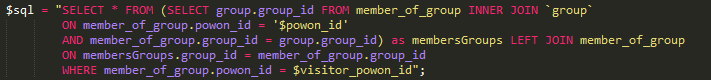 $sql = "SELECT * FROM (SELECT group.group_id FROM member_of_group INNER JOIN `group`
ON member_of_group.powon_id = '$powon_id'
AND member_of_group.group_id = group.group_id) as membersGroups LEFT JOIN member_of_group
ON membersGroups.group_id = member_of_group.group_id
WHERE member_of_group.powon_id = $visitor_powon_id";